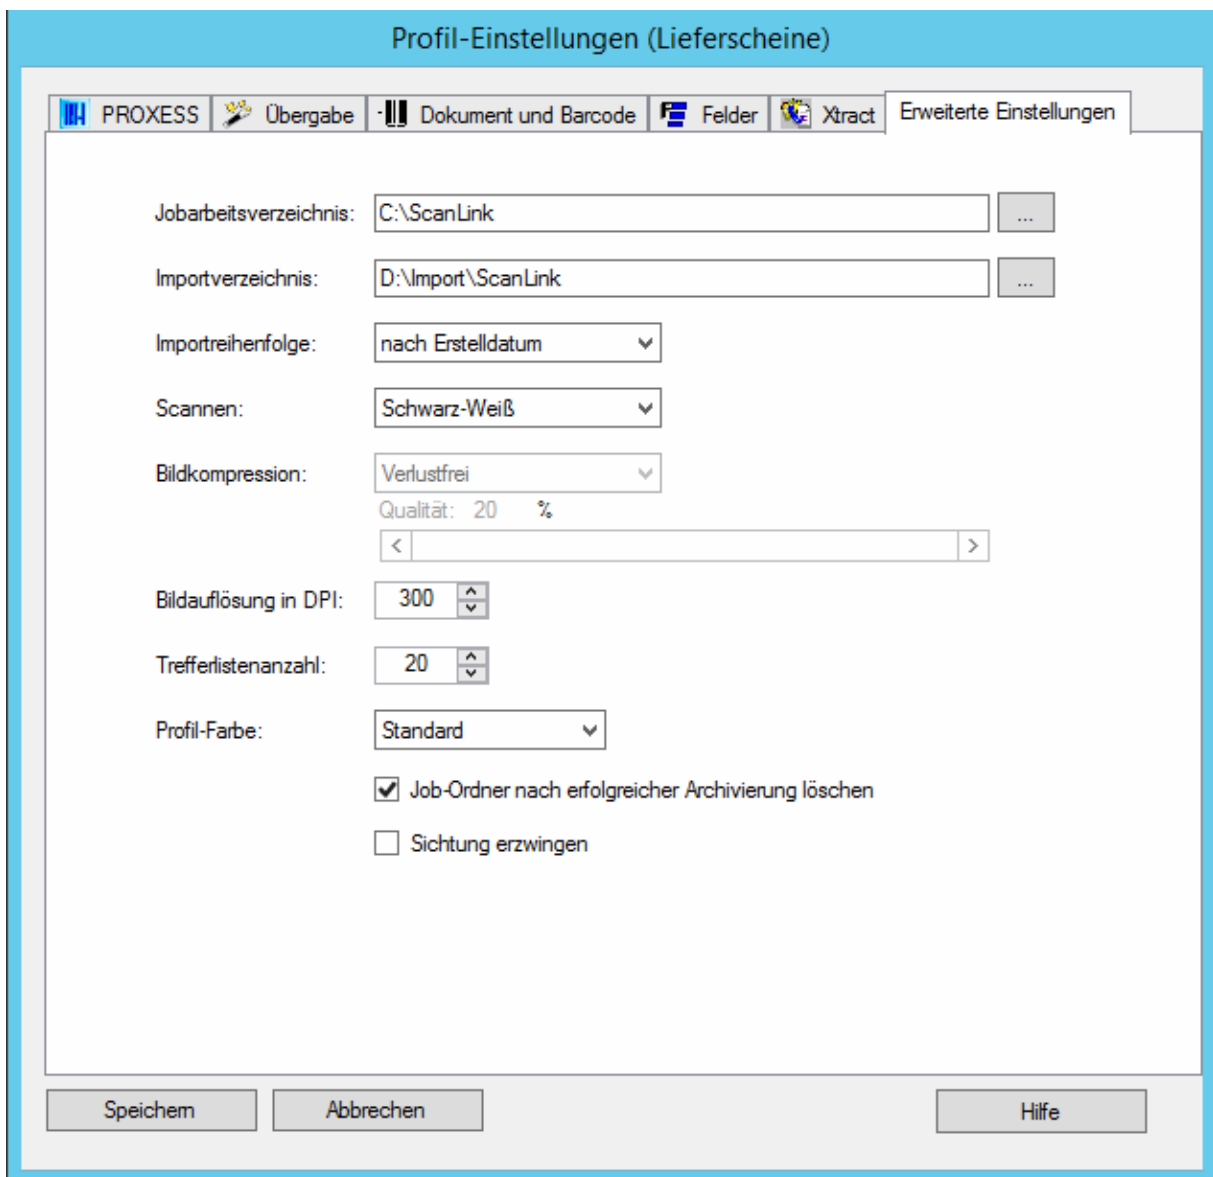 Profil-Einstellungen (Lieferscheine)
PROXESS Übergabe Dokument und Barcode Felder Xtract Erweiterte Einstellungen
Jobarbeitsverzeichnis: C:\ScanLink ...
Importverzeichnis: D:\Import\ScanLink ...
Importreihenfolge: nach Erstelldatum
Scannen: Schwarz-Weiß
Bildkompression: Verlustfrei
Qualität: 20 %
Bildauflösung in DPI: 300
Trefferlistenanzahl: 20
Profil-Farbe: Standard
Job-Ordner nach erfolgreicher Archivierung löschen
Sichtung erzwingen
Speichern Abbrechen Hilfe